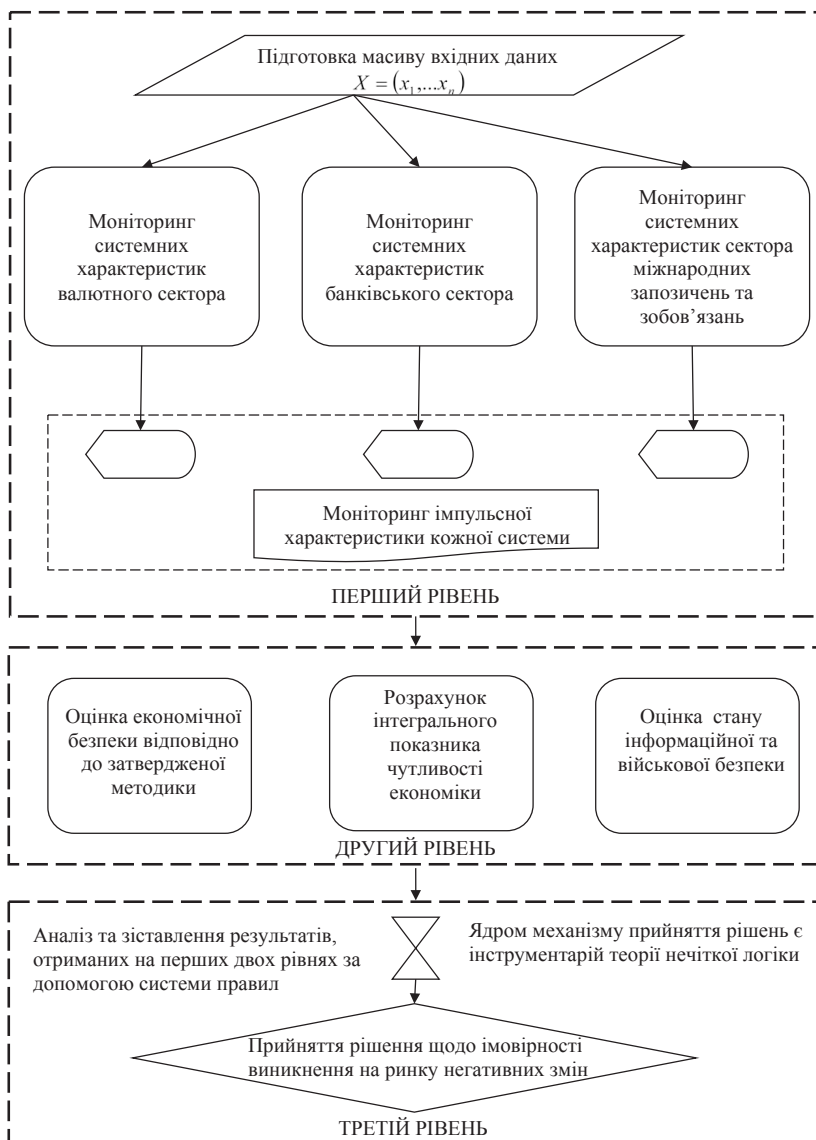 Підготовка масиву вхідних даних
X = (x₁,...xₙ)
Моніторинг
системних
характеристик
валютного сектора
Моніторинг
системних
характеристик
банківського сектора
Моніторинг
системних
характеристик сектора
міжнародних
запозичень та
зобов’язань
Моніторинг імпульсної
характеристики кожної системи
ПЕРШИЙ РІВЕНЬ
Оцінка економічної
безпеки відповідно
до затвердженої
методики
Розрахунок
інтегрального
показника
чутливості
економіки
Оцінка стану
інформаційної та
військової безпеки
ДРУГИЙ РІВЕНЬ
Аналіз та зіставлення результатів,
отриманих на перших двох рівнях за
допомогою системи правил
Ядром механізму прийняття рішень є
інструментарій теорії нечіткої логіки
Прийняття рішення щодо імовірності
виникнення на ринку негативних змін
ТРЕТІЙ РІВЕНЬ